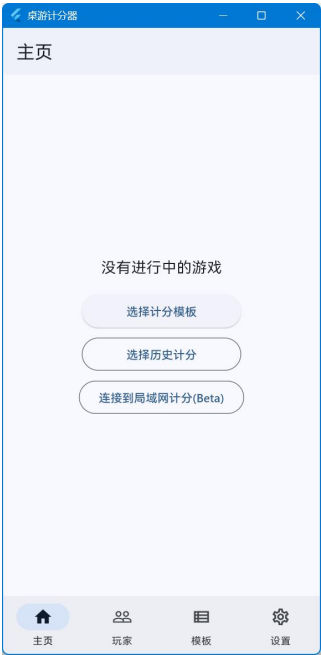 桌游计分器
主页
没有进行中的游戏
选择计分模板
选择历史计分
连接到局域网计分(Beta)
主页
玩家
模板
设置